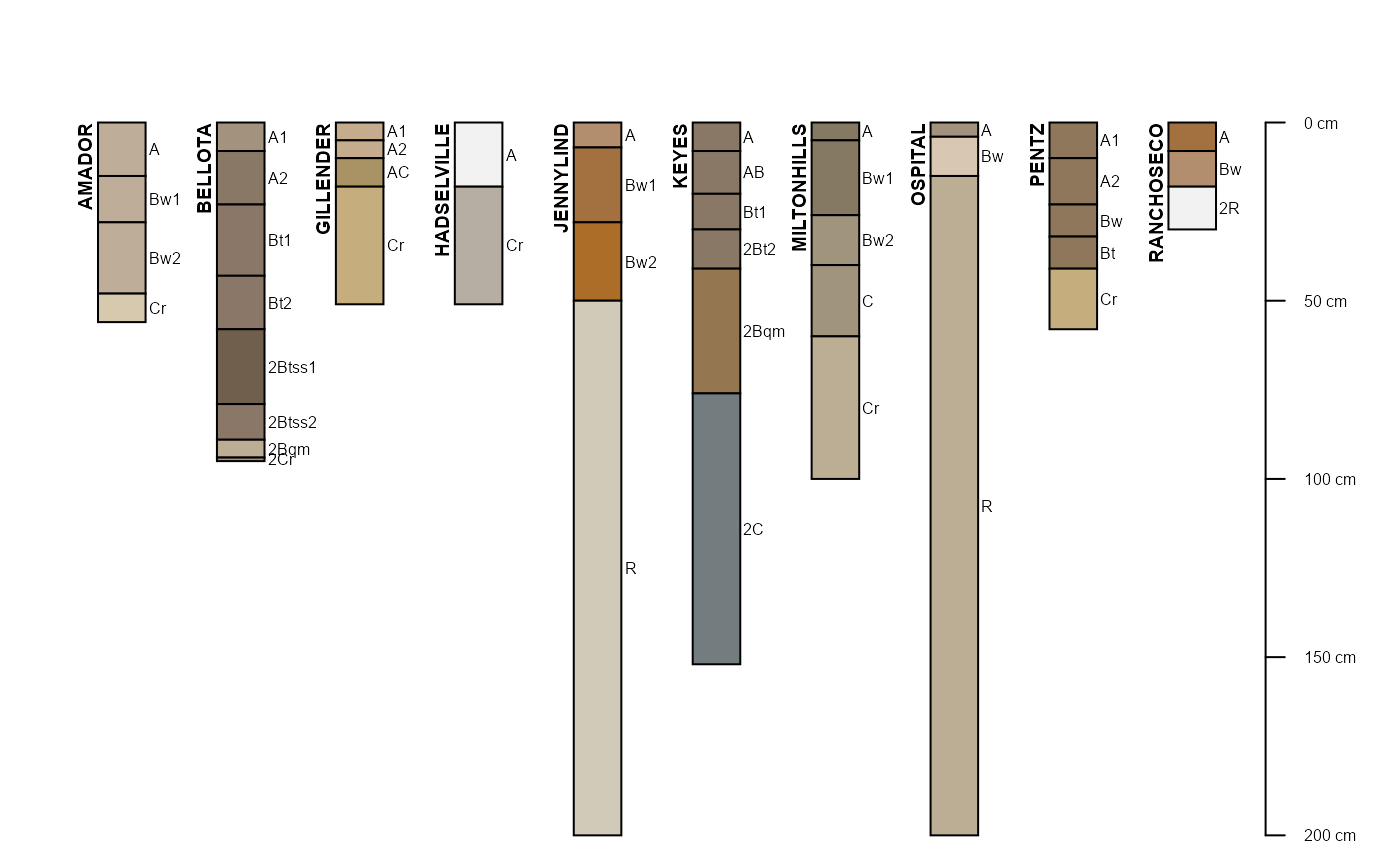 AMADOR
A
Bw1
Bw2
Cr
BELLOTA
A1
A2
Bt1
Bt2
2Btss1
2Btss2
2Bqm
2Cr
GILLENDER
A1
A2
AC
Cr
HADSELVILLE
A
Cr
JENNYLIND
A
Bw1
Bw2
R
KEYES
A
AB
Bt1
2Bt2
2Bqm
2C
MILTONHILLS
A
Bw1
Bw2
C
Cr
OSPITAL
A
Bw
R
PENTZ
A1
A2
Bw
Bt
Cr
RANCHOSECO
A
Bw
2R
0 cm
50 cm
100 cm
150 cm
200 cm